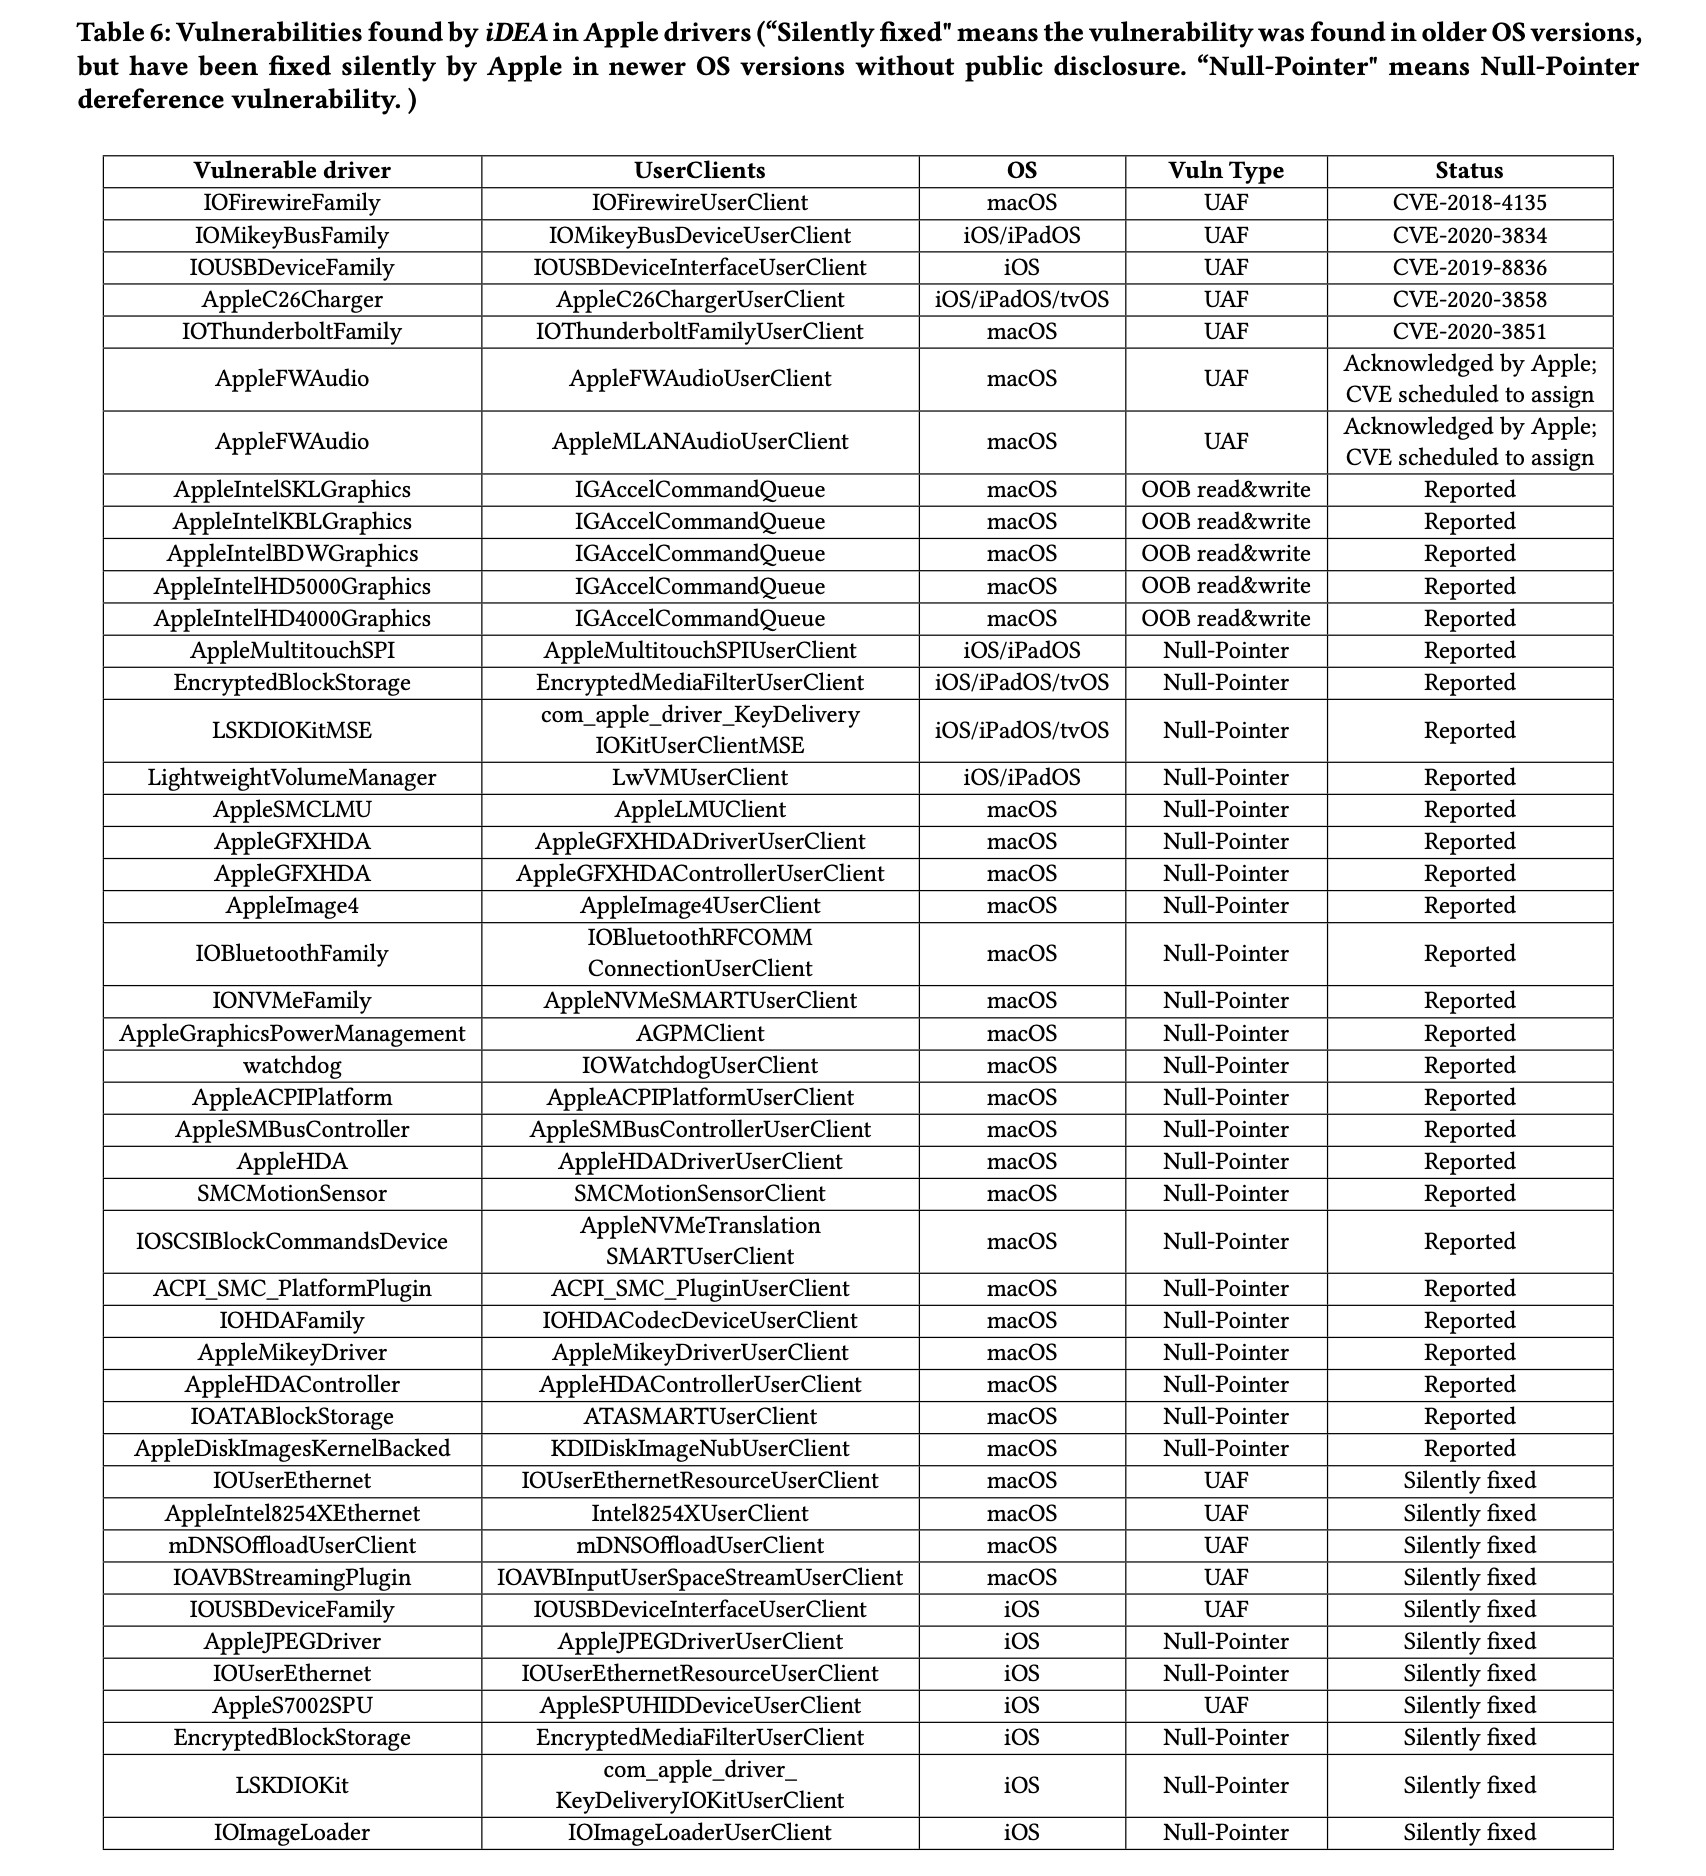 Table 6: Vulnerabilities found by iDEA in Apple drivers (“Silently fixed" means the vulnerability was found in older OS versions,
but have been fixed silently by Apple in newer OS versions without public disclosure. “Null-Pointer" means Null-Pointer
dereference vulnerability. )
Vulnerable driver UserClients OS Vuln Type Status
IOFirewireFamily IOFirewireUserClient macOS UAF CVE-2018-4135
IOMikeyBusFamily IOMikeyBusDeviceUserClient iOS/iPadOS UAF CVE-2020-3834
IOUSBDeviceFamily IOUSBDeviceInterfaceUserClient iOS UAF CVE-2019-8836
AppleC26Charger AppleC26ChargerUserClient iOS/iPadOS/tvOS UAF CVE-2020-3858
IOThunderboltFamily IOThunderboltFamilyUserClient macOS UAF CVE-2020-3851
AppleFWAudio AppleFWAudioUserClient macOS UAF Acknowledged by Apple;
CVE scheduled to assign
AppleFWAudio AppleMLANAudioUserClient macOS UAF Acknowledged by Apple;
CVE scheduled to assign
AppleIntelSKLGraphics IGAccelCommandQueue macOS OOB read&write Reported
AppleIntelKBLGraphics IGAccelCommandQueue macOS OOB read&write Reported
AppleIntelBDWGraphics IGAccelCommandQueue macOS OOB read&write Reported
AppleIntelHD5000Graphics IGAccelCommandQueue macOS OOB read&write Reported
AppleIntelHD4000Graphics IGAccelCommandQueue macOS OOB read&write Reported
AppleMultitouchSPI AppleMultitouchSPIUserClient iOS/iPadOS Null-Pointer Reported
EncryptedBlockStorage EncryptedMediaFilterUserClient iOS/iPadOS/tvOS Null-Pointer Reported
LSKDIOKitMSE com_apple_driver_KeyDelivery
IOKitUserClientMSE iOS/iPadOS/tvOS Null-Pointer Reported
LightweightVolumeManager LwVMUserClient iOS/iPadOS Null-Pointer Reported
AppleSMCLMU AppleLMUClient macOS Null-Pointer Reported
AppleGFXHDA AppleGFXHDADriverUserClient macOS Null-Pointer Reported
AppleGFXHDA AppleGFXHDAControllerUserClient macOS Null-Pointer Reported
AppleImage4 AppleImage4UserClient macOS Null-Pointer Reported
IOBluetoothFamily IOBluetoothRFCOMM
ConnectionUserClient macOS Null-Pointer Reported
IONVMeFamily AppleNVMeSMARTUserClient macOS Null-Pointer Reported
AppleGraphicsPowerManagement AGPMClient macOS Null-Pointer Reported
watchdog IOWatchdogUserClient macOS Null-Pointer Reported
AppleACPIPlatform AppleACPIPlatformUserClient macOS Null-Pointer Reported
AppleSMBusController AppleSMBusControllerUserClient macOS Null-Pointer Reported
AppleHDA AppleHDADriverUserClient macOS Null-Pointer Reported
SMCMotionSensor SMCMotionSensorClient macOS Null-Pointer Reported
IOSCSIBlockCommandsDevice AppleNVMeTranslation
SMARTUserClient macOS Null-Pointer Reported
ACPI_SMC_PlatformPlugin ACPI_SMC_PluginUserClient macOS Null-Pointer Reported
IOHDAFamily IOHDACodecDeviceUserClient macOS Null-Pointer Reported
AppleMikeyDriver AppleMikeyDriverUserClient macOS Null-Pointer Reported
AppleHDAController AppleHDAControllerUserClient macOS Null-Pointer Reported
IOATABlockStorage ATASMARTUserClient macOS Null-Pointer Reported
AppleDiskImagesKernelBacked KDIDiskImageNubUserClient macOS Null-Pointer Reported
IOUserEthernet IOUserEthernetResourceUserClient macOS UAF Silently fixed
AppleIntel8254XEthernet Intel8254XUserClient macOS UAF Silently fixed
mDNSOffloadUserClient mDNSOffloadUserClient macOS UAF Silently fixed
IOAVBStreamingPlugin IOAVBInputUserSpaceStreamUserClient macOS UAF Silently fixed
IOUSBDeviceFamily IOUSBDeviceInterfaceUserClient iOS UAF Silently fixed
AppleJPEGDriver AppleJPEGDriverUserClient iOS Null-Pointer Silently fixed
IOUserEthernet IOUserEthernetResourceUserClient iOS Null-Pointer Silently fixed
AppleS7002SPU AppleSPUHIDDeviceUserClient iOS UAF Silently fixed
EncryptedBlockStorage EncryptedMediaFilterUserClient iOS Null-Pointer Silently fixed
LSKDIOKit com_apple_driver_
KeyDeliveryIOKitUserClient iOS Null-Pointer Silently fixed
IOImageLoader IOImageLoaderUserClient iOS Null-Pointer Silently fixed